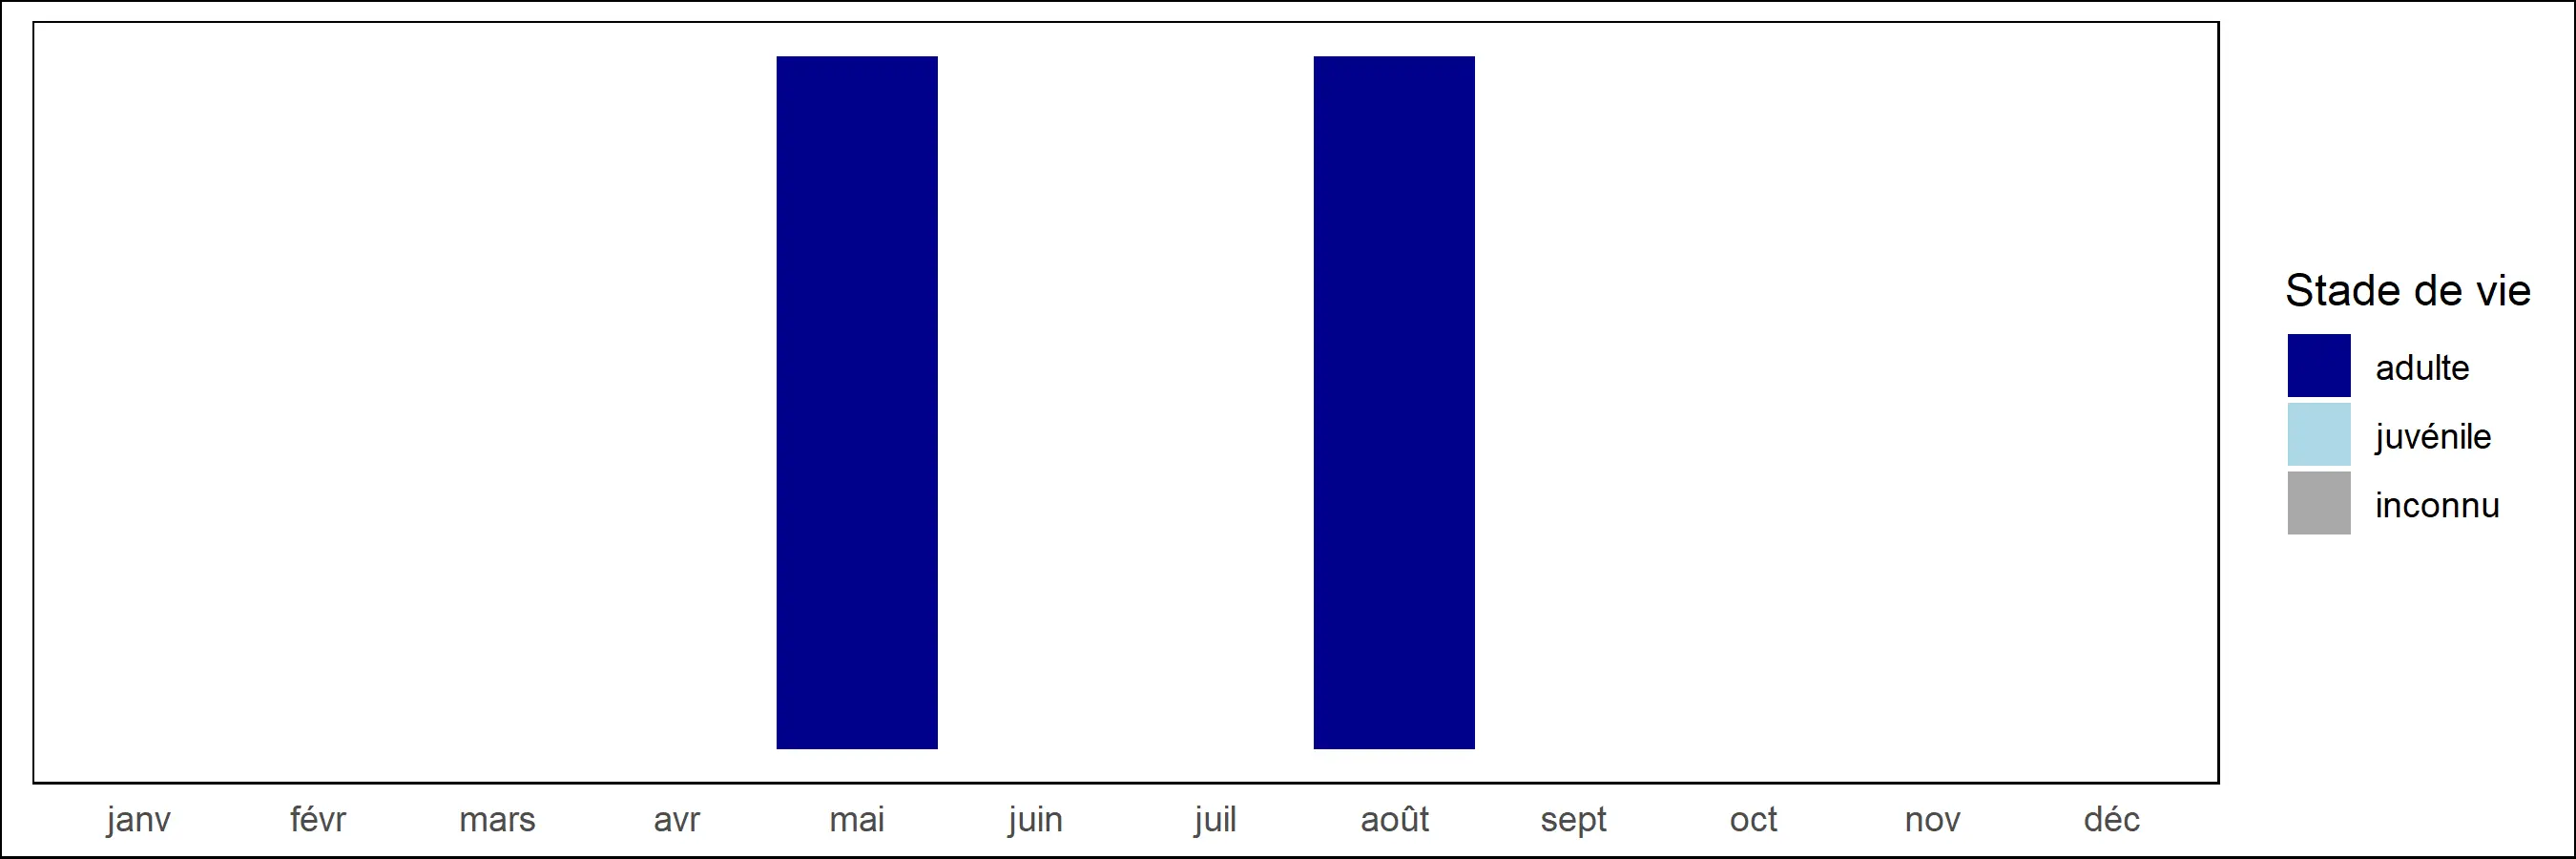 Stade de vie
adulte
juvénile
inconnu
janv févr mars avr mai juin juil août sept oct nov déc